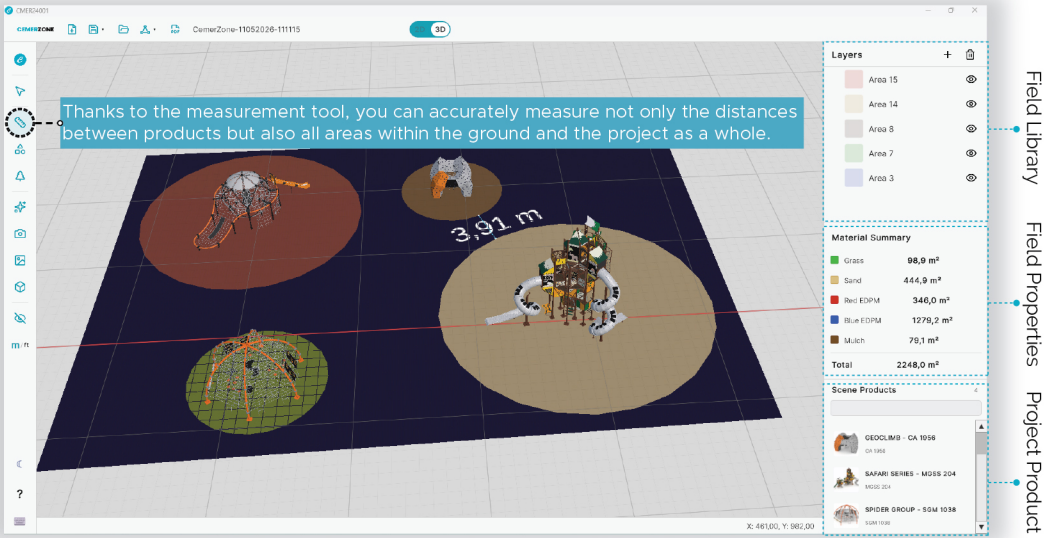 CMER24001
CEMERZONE
PDF
CemerZone-11052026-111115
3D
Thanks to the measurement tool, you can accurately measure not only the distances
between products but also all areas within the ground and the project as a whole.
3,91 m
m/ft
?
X: 461,00, Y: 982,00
Layers
Area 15
Area 14
Area 8
Area 7
Area 3
Material Summary
Grass 98,9 m²
Sand 444,9 m²
Red EDPM 346,0 m²
Blue EDPM 1279,2 m²
Mulch 79,1 m²
Total 2248,0 m²
Scene Products 4
GEOCLIMB - CA 1956
CA 1956
SAFARI SERIES - MGSS 204
MGSS 204
SPIDER GROUP - SGM 1038
SGM 1038
Field Library
Field Properties
Project Product